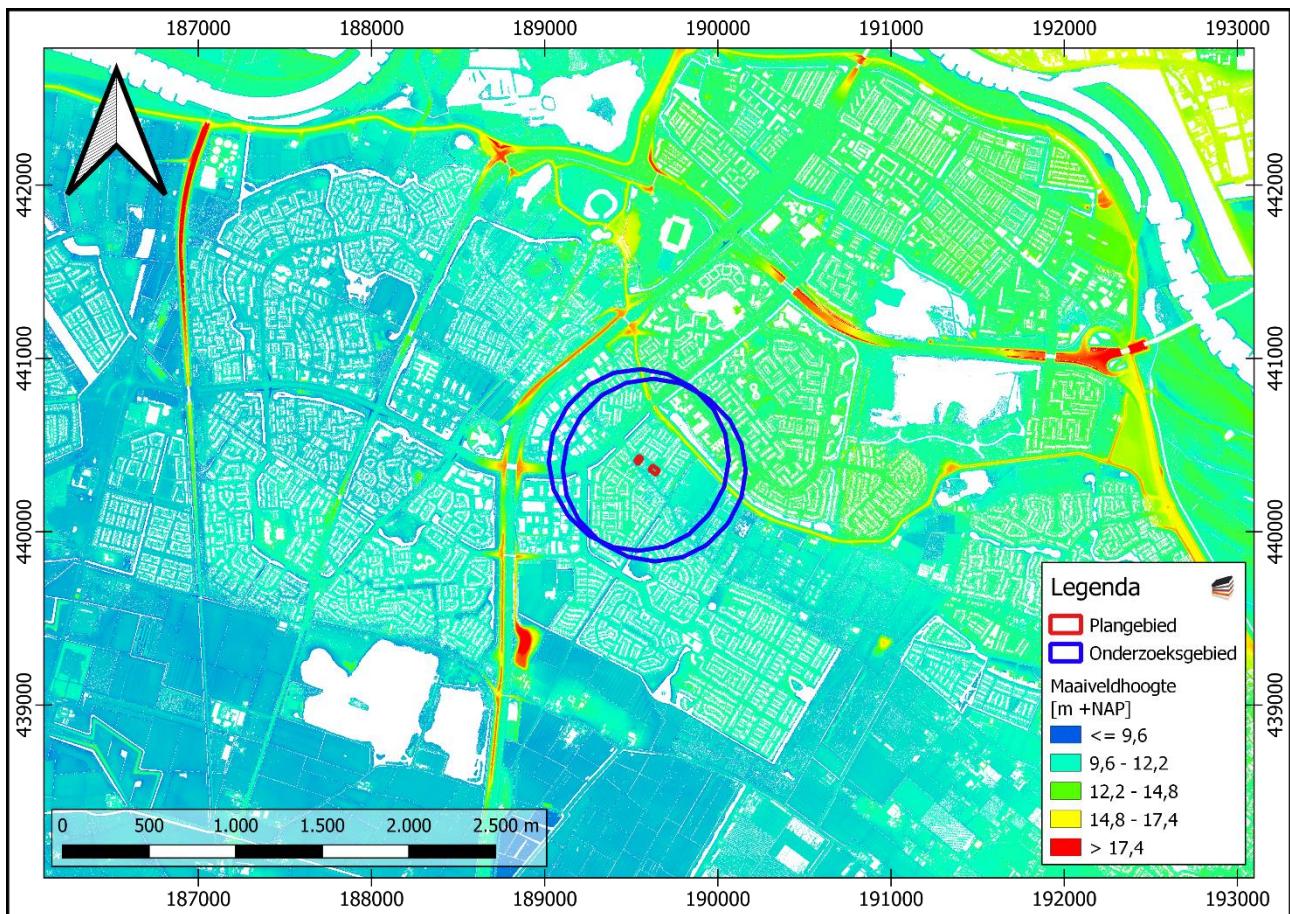 187000 188000 189000 190000 191000 192000 193000
442000 442000
441000 441000
440000 440000
439000 439000
Legenda
Plangebied
Onderzoeksgebied
Maaiveldhoogte
[m +NAP]
<= 9,6
9,6 - 12,2
12,2 - 14,8
14,8 - 17,4
> 17,4
0 500 1.000 1.500 2.000 2.500 m
187000 188000 189000 190000 191000 192000 193000